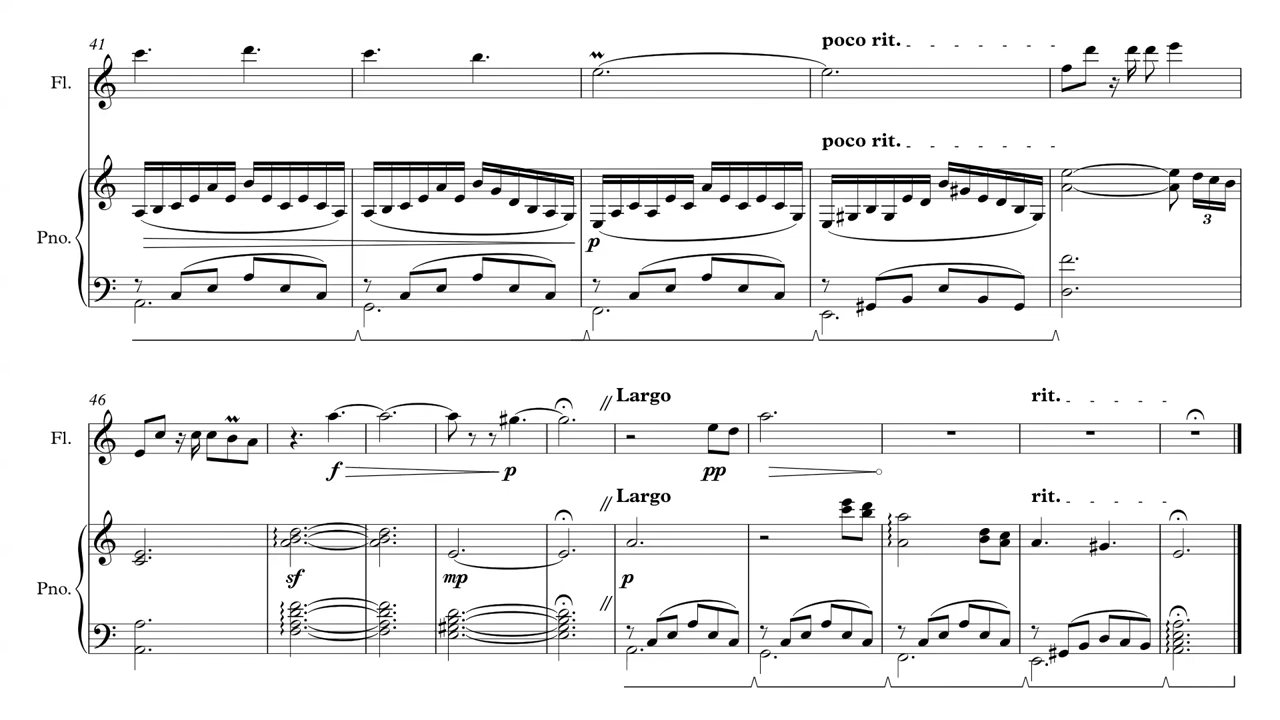 41
poco rit.
Fl.
poco rit.
Pno.
p
3
46
Largo
rit.
Fl.
f
p
pp
Largo
rit.
Pno.
sf
mp
p